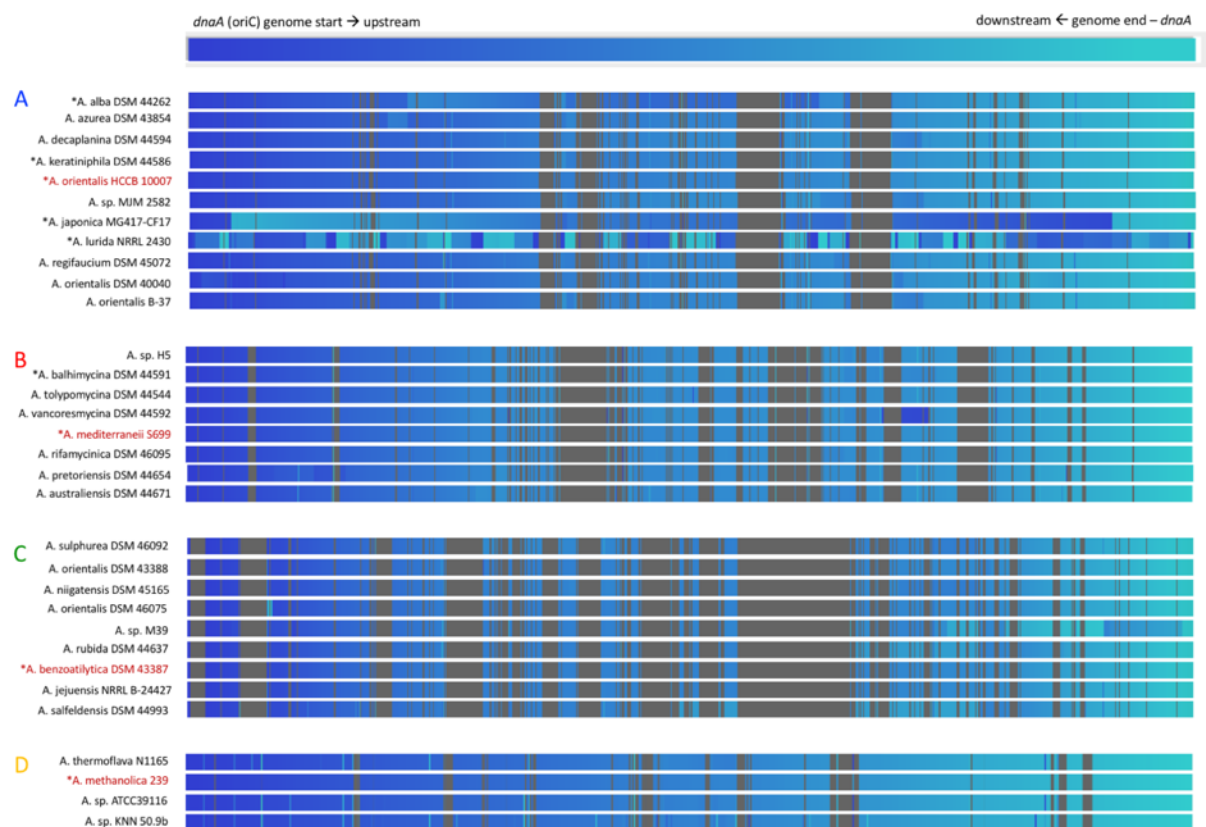 dnaA (oriC) genome start → upstream
downstream ← genome end – dnaA
A
*A. alba DSM 44262
A. azurea DSM 43854
A. decaplanina DSM 44594
*A. keratiniphila DSM 44586
*A. orientalis HCCB 10007
A. sp. MJM 2582
*A. japonica MG417-CF17
*A. lurida NRRL 2430
A. regifaucium DSM 45072
A. orientalis DSM 40040
A. orientalis B-37
B
A. sp. H5
*A. balhimycina DSM 44591
A. tolypomycina DSM 44544
A. vancoresmycina DSM 44592
*A. mediterraneii S699
A. rifamycinica DSM 46095
A. pretoriensis DSM 44654
A. australiensis DSM 44671
C
A. sulphurea DSM 46092
A. orientalis DSM 43388
A. niigatensis DSM 45165
A. orientalis DSM 46075
A. sp. M39
A. rubida DSM 44637
*A. benzoatilytica DSM 43387
A. jejuensis NRRL B-24427
A. salfeldensis DSM 44993
D
A. thermoflava N1165
*A. methanolica 239
A. sp. ATCC39116
A. sp. KNN 50.9b